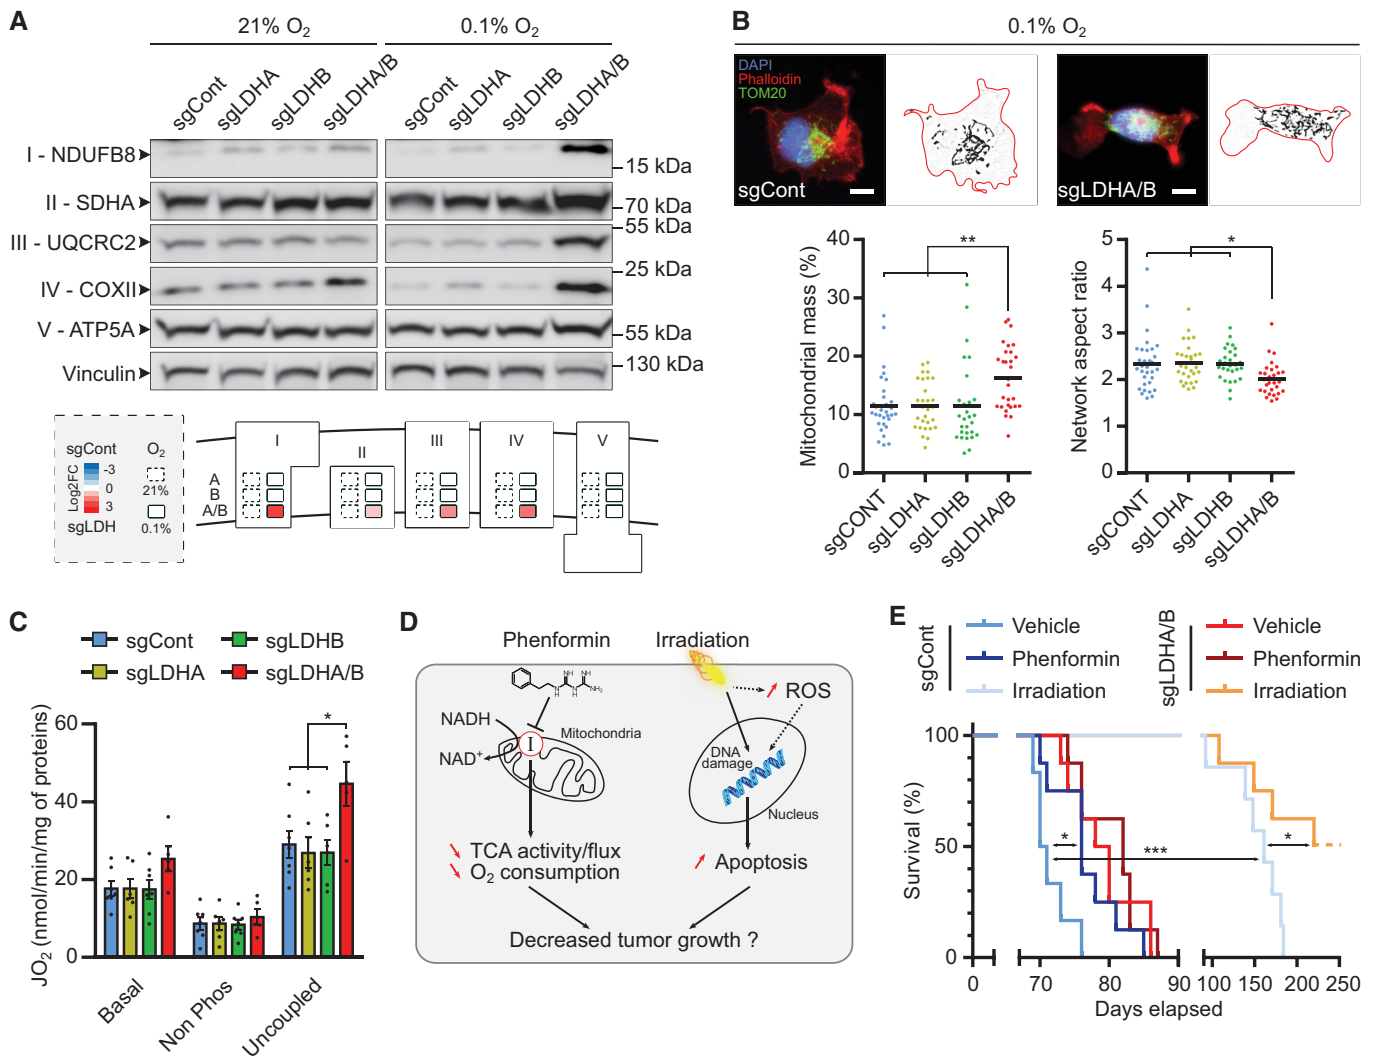 A
21% O2
0.1% O2
sgCont
sgLDHA
sgLDHB
sgLDHA/B
sgCont
sgLDHA
sgLDHB
sgLDHA/B
I - NDUFB8
15 kDa
II - SDHA
70 kDa
55 kDa
III - UQCRC2
25 kDa
IV - COXII
V - ATP5A
55 kDa
Vinculin
130 kDa
sgCont
O2
Log2FC
-3
0
3
21%
sgLDH
0.1%
A
B
A/B
I
II
III
IV
V
B
0.1% O2
DAPI
Phalloidin
TOM20
sgCont
sgLDHA/B
Mitochondrial mass (%)
40
30
20
10
0
**
sgCONT
sgLDHA
sgLDHB
sgLDHA/B
Network aspect ratio
5
4
3
2
1
0
*
sgCONT
sgLDHA
sgLDHB
sgLDHA/B
C
sgCont
sgLDHB
sgLDHA
sgLDHA/B
JO2 (nmol/min/mg of proteins)
60
40
20
0
*
Basal
Non Phos
Uncoupled
D
Phenformin
Irradiation
NH
NH
N
H
N
H
NH2
ROS
NADH
NAD+
I
Mitochondria
DNA
damage
Nucleus
TCA activity/flux
O2 consumption
Apoptosis
Decreased tumor growth ?
E
sgCont
Vehicle
Phenformin
Irradiation
sgLDHA/B
Vehicle
Phenformin
Irradiation
Survival (%)
100
50
0
*
***
*
0
70
80
90
100
150
200
250
Days elapsed